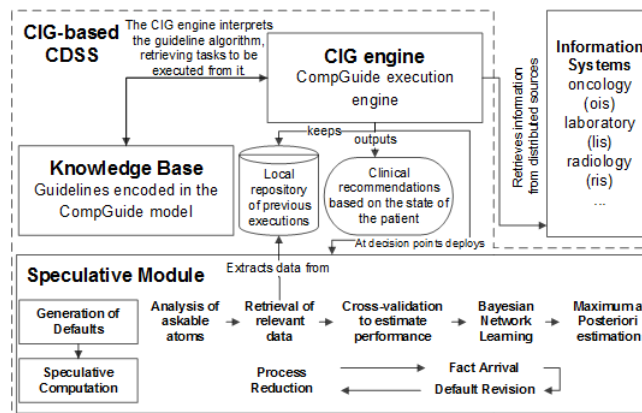 CIG-based
CDSS
The CIG engine interprets
the guideline algorithm,
retrieving tasks to be
executed from it.
CIG engine
CompGuide execution
engine
Information
Systems
oncology
(ois)
laboratory
(lis)
radiology
(ris)
...
Retrieves information
from distributed sources
keeps
outputs
Knowledge Base
Guidelines encoded in the
CompGuide model
Local
repository
of previous
executions
Clinical
recommendations
based on the state of
the patient
At decision points deploys
Speculative Module
Extracts data from
Generation of
Defaults
Analysis of
askable
atoms
Retrieval of
relevant
data
Cross-validation
to estimate
performance
Bayesian
Network
Learning
Maximum a
Posteriori
estimation
Speculative
Computation
Process
Reduction
Fact Arrival
Default Revision